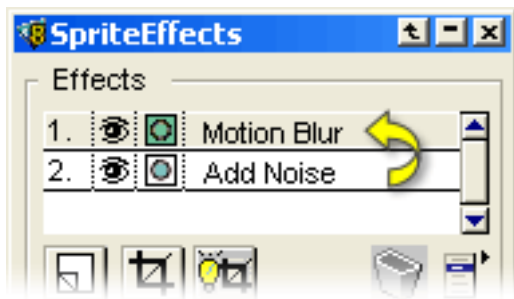 SpriteEffects
Effects
1. Motion Blur
2. Add Noise